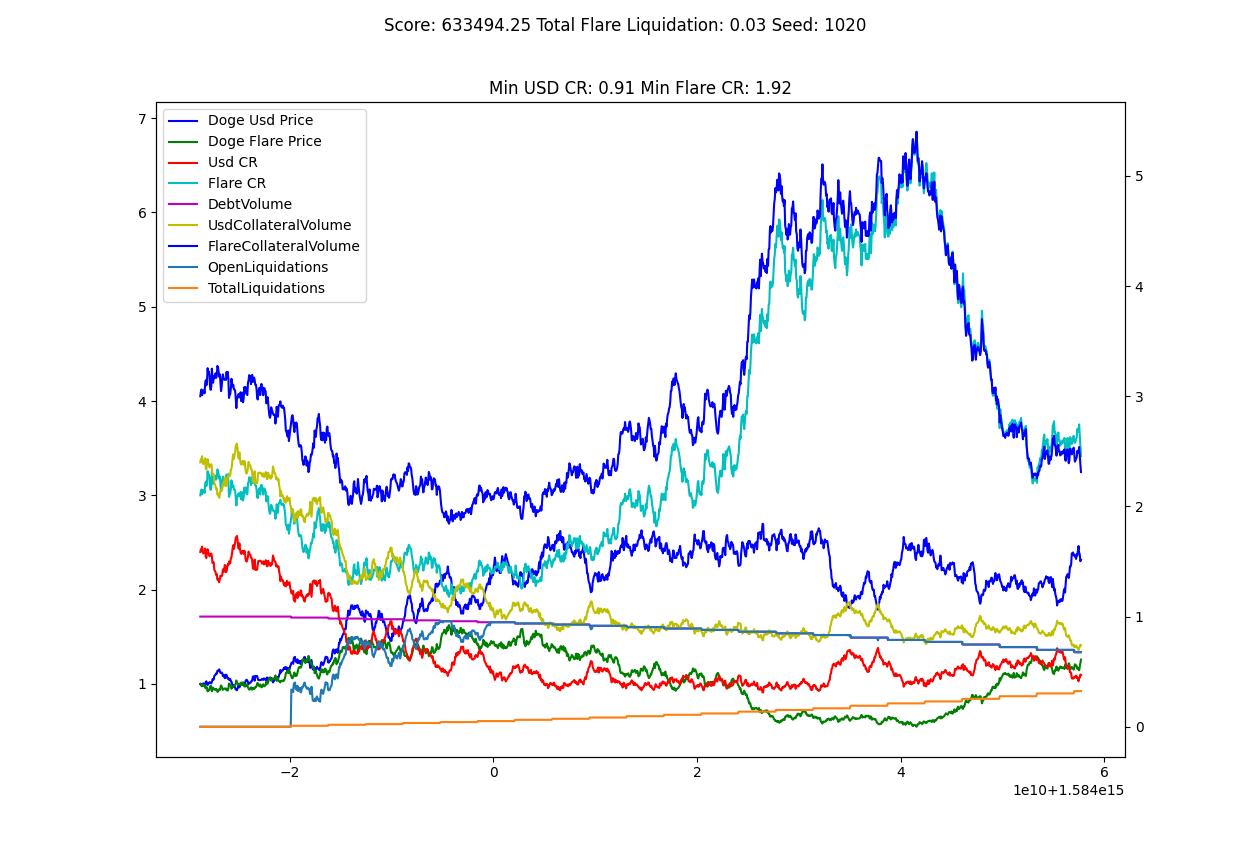 Score: 633494.25 Total Flare Liquidation: 0.03 Seed: 1020
Min USD CR: 0.91 Min Flare CR: 1.92
Doge Usd Price
Doge Flare Price
Usd CR
Flare CR
DebtVolume
UsdCollateralVolume
FlareCollateralVolume
OpenLiquidations
TotalLiquidations
7
6
5
4
3
2
1
5
4
3
2
1
0
−2
0
2
4
6
1e10+1.584e15